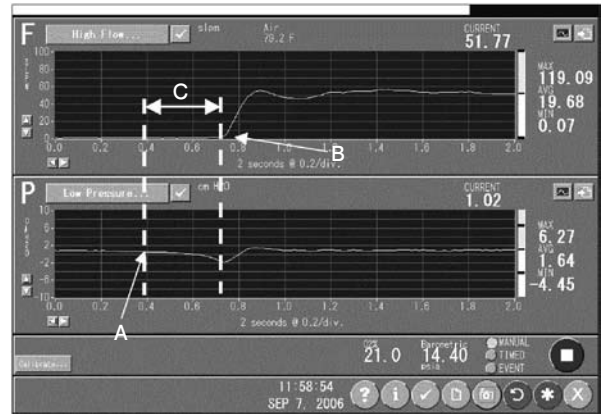 F High Flow... slpm Air 70.2 F CURRENT 51.77
100
80
60
40
20
0
0.0 0.2 0.4 0.6 0.8 1.0 1.2 1.4 1.6 1.8 2.0
2 seconds @ 0.2/div.
MAX
119.09
AVG
19.68
MIN
0.07
C
B
P Low Pressure... cm H2O CURRENT 1.02
10
6
2
-2
-6
-10
0.0 0.2 0.4 0.6 0.8 1.0 1.2 1.4 1.6 1.8 2.0
2 seconds @ 0.2/div.
MAX
6.27
AVG
1.64
MIN
-4.45
A
Calibrate...
O2% 21.0
Barometric 14.40 psia
MANUAL
TIMED
EVENT
11:58:54
SEP 7, 2006
? i X